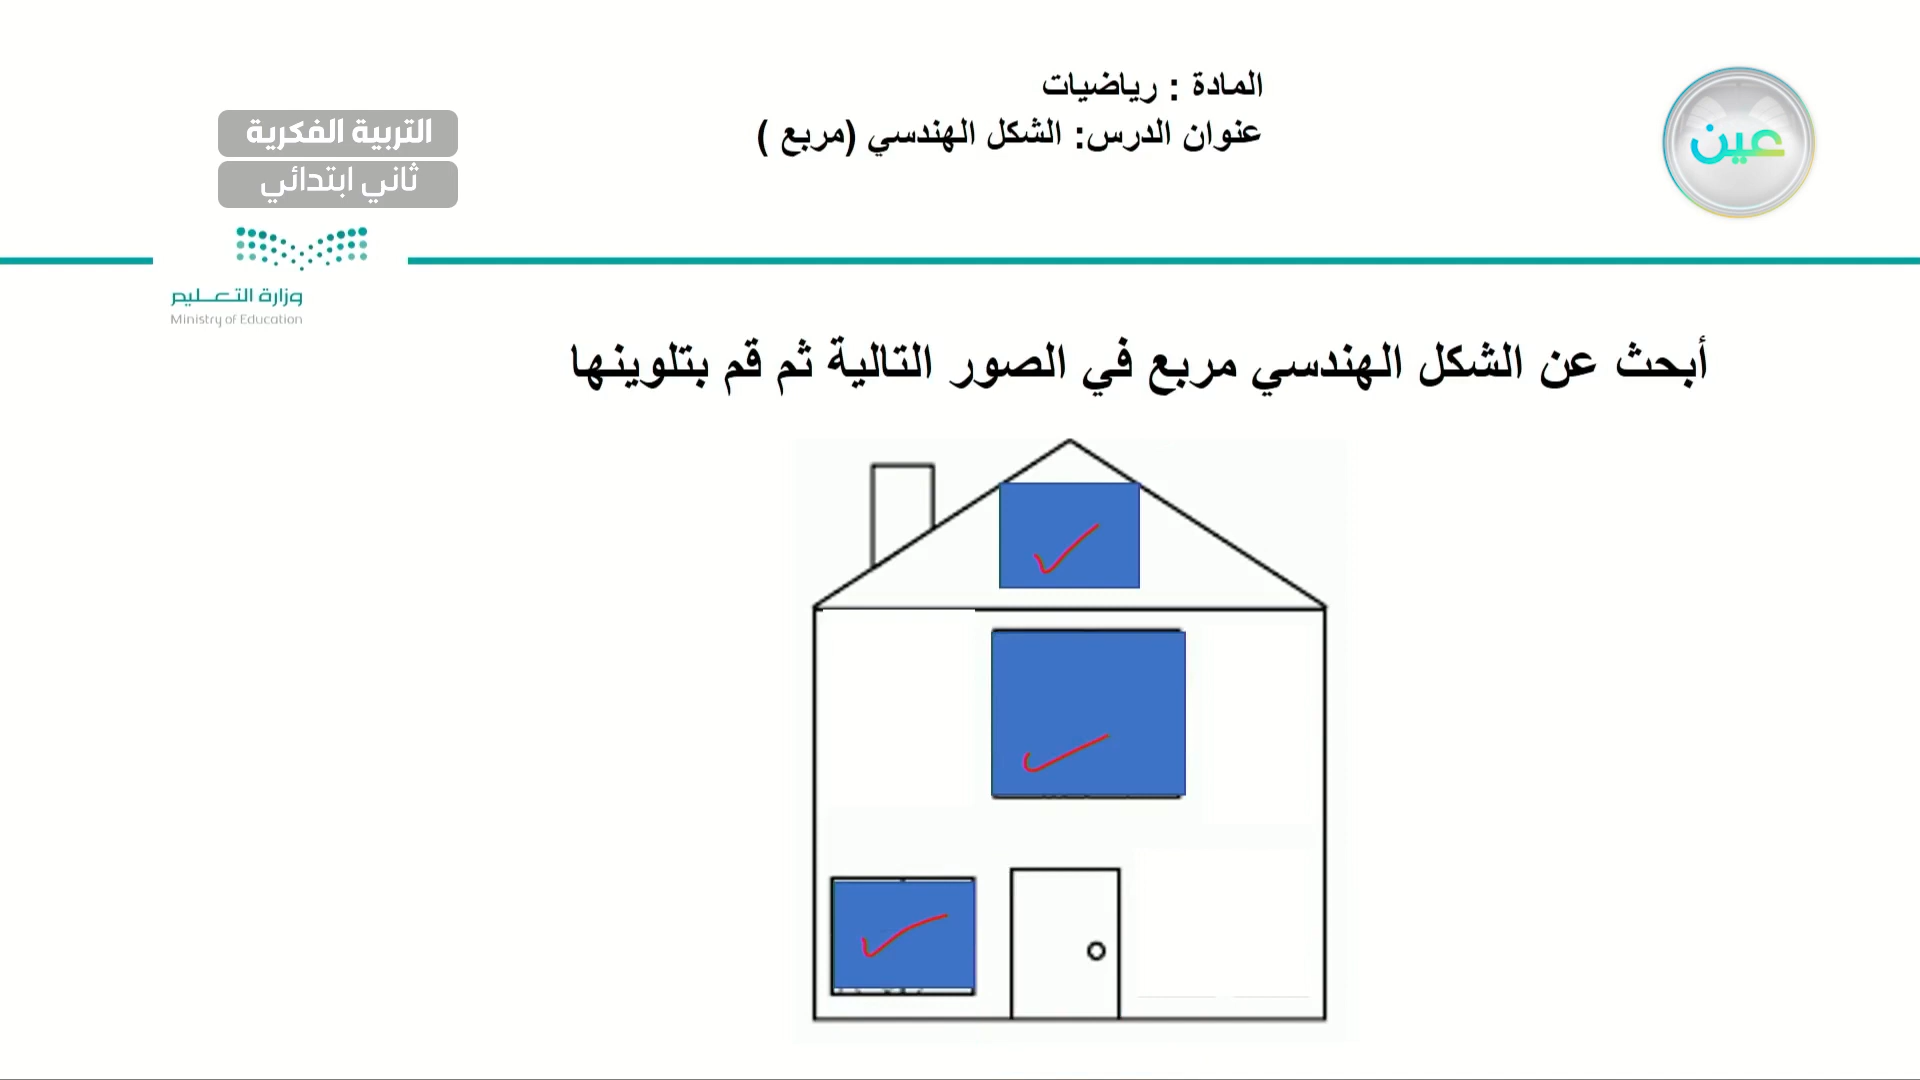 المادة : رياضيات
عنوان الدرس: الشكل الهندسي (مربع )
عين
التربية الفكرية
ثاني ابتدائي
وزارة التعليم
Ministry of Education
أبحث عن الشكل الهندسي مربع في الصور التالية ثم قم بتلوينها